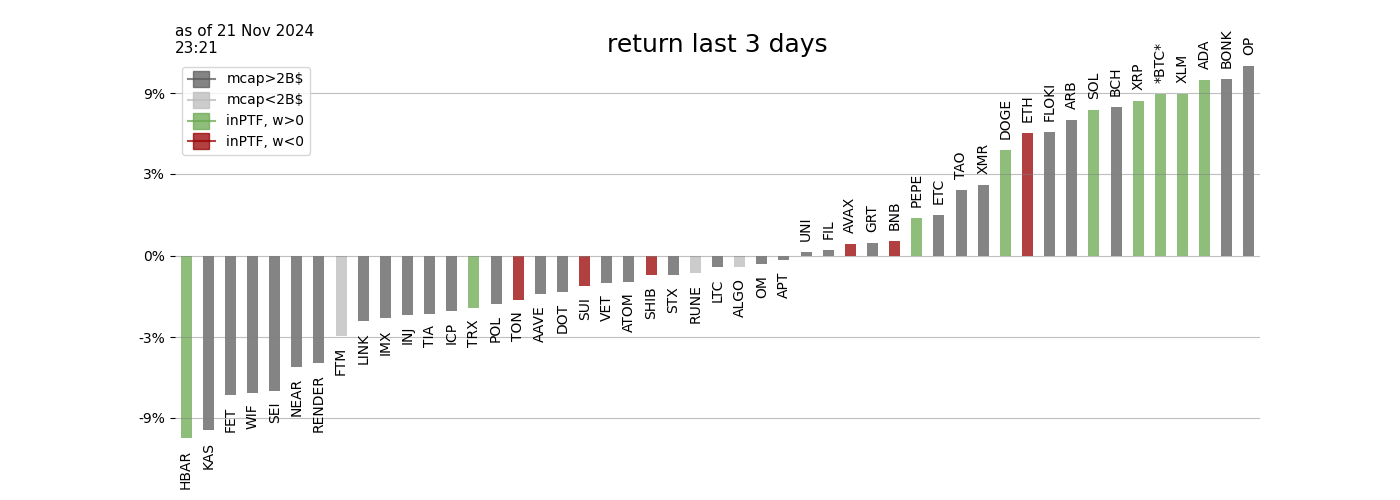 as of 21 Nov 2024
23:21
return last 3 days
mcap>2B$
mcap<2B$
inPTF, w>0
inPTF, w<0
9%
3%
0%
-3%
-9%
HBAR
KAS
FET
WIF
SEI
NEAR
RENDER
FTM
LINK
IMX
INJ
TIA
ICP
TRX
POL
TON
AAVE
DOT
SUI
VET
ATOM
SHIB
STX
RUNE
LTC
ALGO
OM
APT
UNI
FIL
AVAX
GRT
BNB
PEPE
ETC
TAO
XMR
DOGE
ETH
FLOKI
ARB
SOL
BCH
XRP
*BTC*
XLM
ADA
BONK
OP